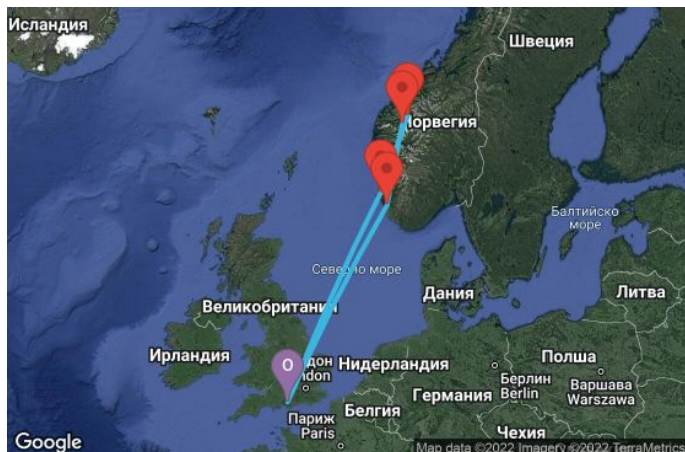 Исландия
Швеция
Норвегия
Балтийско
море
Северно море
Дания
Литва
Великобритания
Ирландия
Нидерландия
Полша
Берлин
Berlin
Варшава
Warszawa
Германия
Белгия
Париж
Paris
Чехия
O
Google
Map data ©2022 Imagery ©2022 TerraMetrics